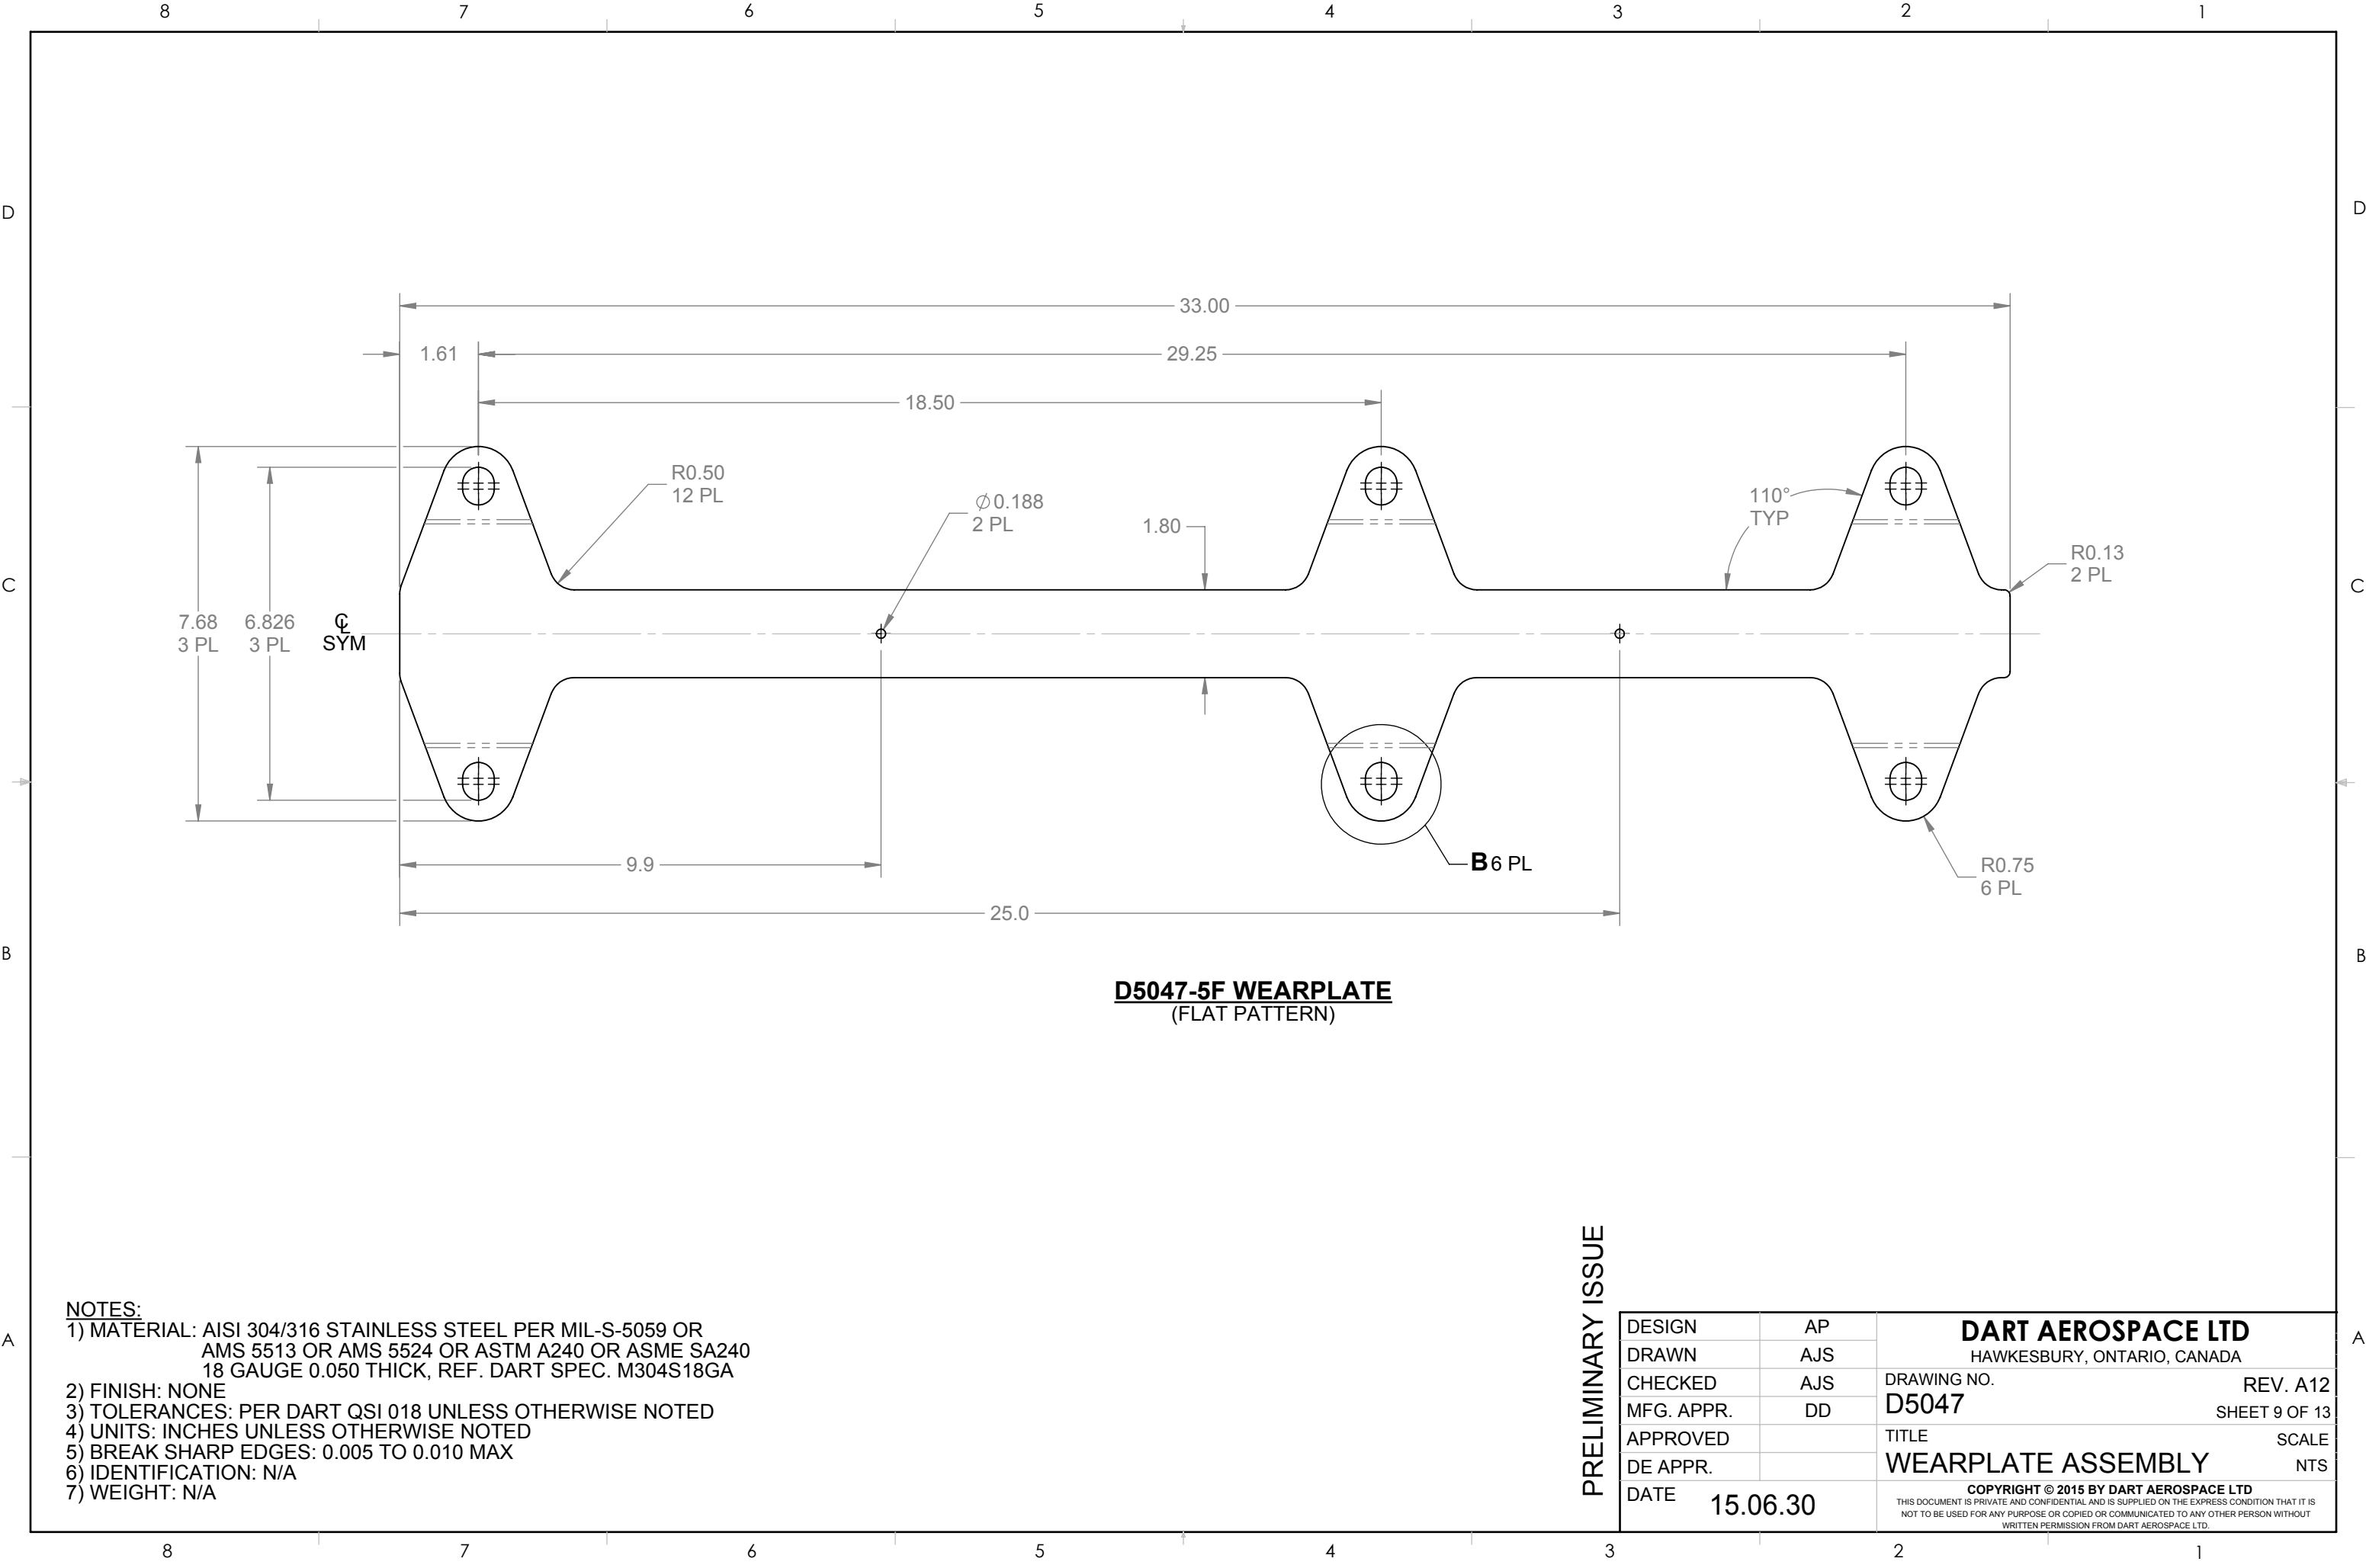 8 7 6 5 4 3 2 1
D D
33.00
1.61
29.25
18.50
R0.50
12 PL
Ø0.188
2 PL
1.80
110°
TYP
R0.13
2 PL
C C
7.68
3 PL
6.826
3 PL
℄
SYM
9.9
B 6 PL
R0.75
6 PL
25.0
B B
D5047-5F WEARPLATE
(FLAT PATTERN)
NOTES:
1) MATERIAL: AISI 304/316 STAINLESS STEEL PER MIL-S-5059 OR
AMS 5513 OR AMS 5524 OR ASTM A240 OR ASME SA240
18 GAUGE 0.050 THICK, REF. DART SPEC. M304S18GA
2) FINISH: NONE
3) TOLERANCES: PER DART QSI 018 UNLESS OTHERWISE NOTED
4) UNITS: INCHES UNLESS OTHERWISE NOTED
5) BREAK SHARP EDGES: 0.005 TO 0.010 MAX
6) IDENTIFICATION: N/A
7) WEIGHT: N/A
A A
PRELIMINARY ISSUE
DESIGN AP
DRAWN AJS
CHECKED AJS
MFG. APPR. DD
APPROVED
DE APPR.
DATE 15.06.30
DART AEROSPACE LTD
HAWKESBURY, ONTARIO, CANADA
DRAWING NO.
D5047
REV. A12
SHEET 9 OF 13
TITLE
WEARPLATE ASSEMBLY
SCALE
NTS
COPYRIGHT © 2015 BY DART AEROSPACE LTD
THIS DOCUMENT IS PRIVATE AND CONFIDENTIAL AND IS SUPPLIED ON THE EXPRESS CONDITION THAT IT IS
NOT TO BE USED FOR ANY PURPOSE OR COPIED OR COMMUNICATED TO ANY OTHER PERSON WITHOUT
WRITTEN PERMISSION FROM DART AEROSPACE LTD.
8 7 6 5 4 3 2 1